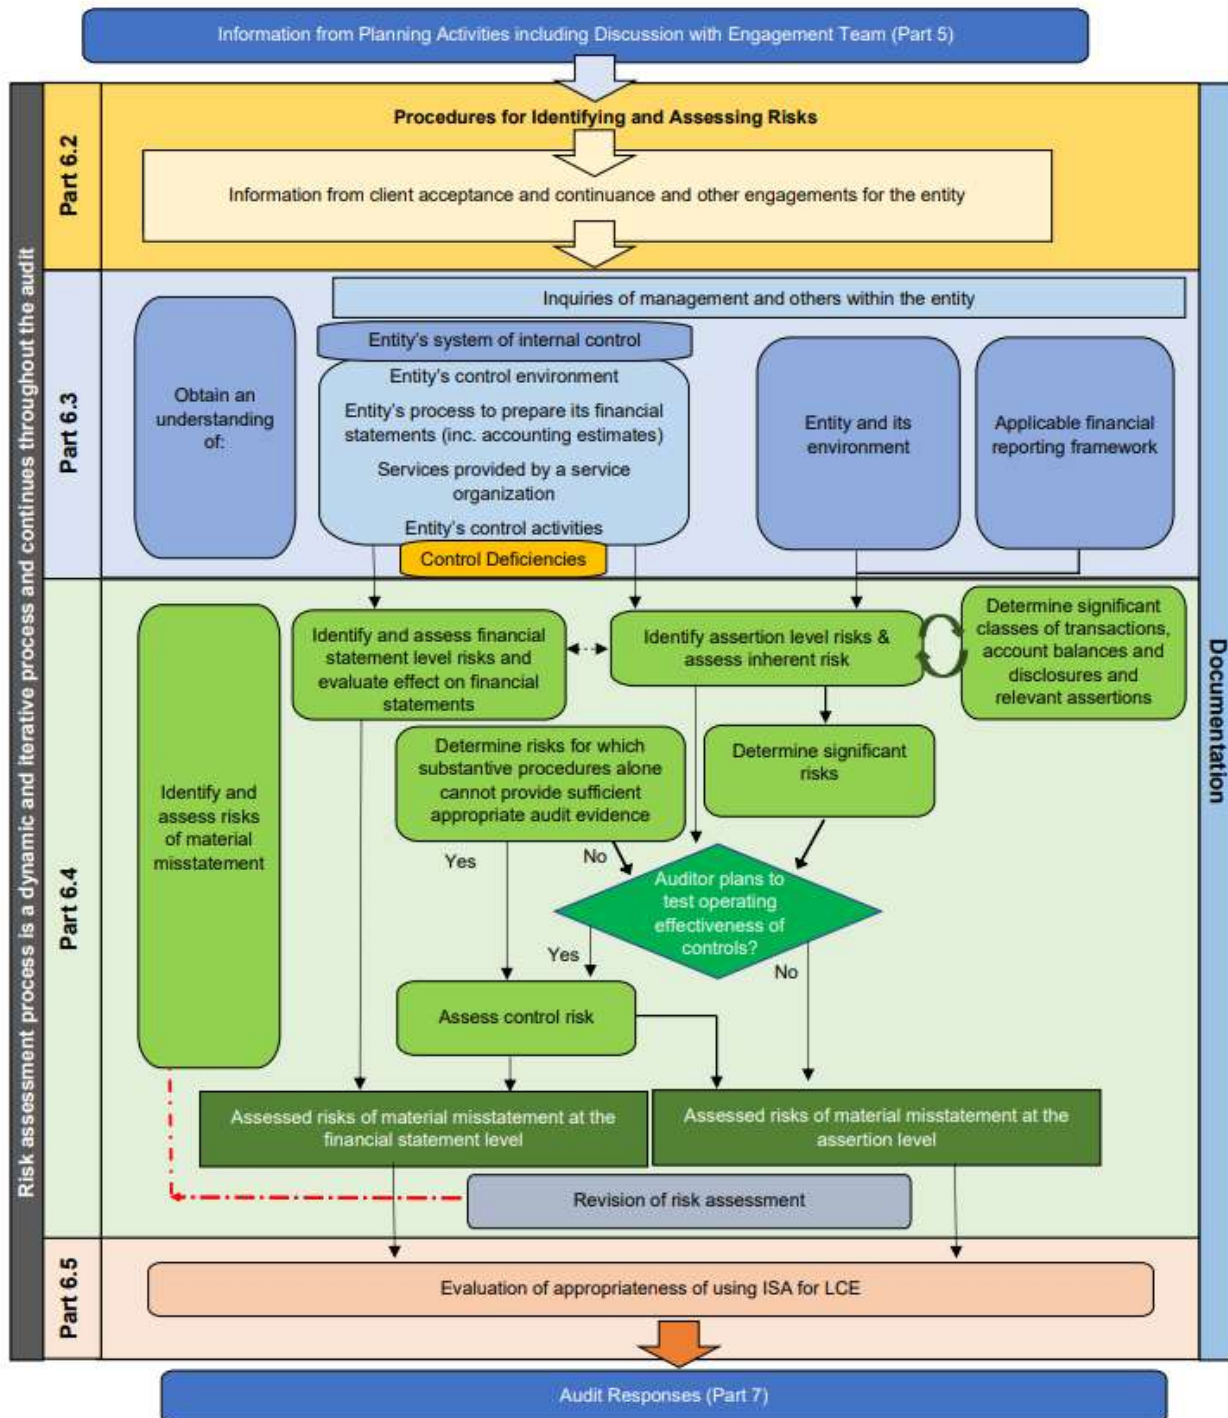 Information from Planning Activities including Discussion with Engagement Team (Part 5)
Risk assessment process is a dynamic and iterative process and continues throughout the audit
Documentation
Part 6.2
Procedures for Identifying and Assessing Risks
Information from client acceptance and continuance and other engagements for the entity
Part 6.3
Inquiries of management and others within the entity
Obtain an
understanding
of:
Entity's system of internal control
Entity's control environment
Entity's process to prepare its financial
statements (inc. accounting estimates)
Services provided by a service
organization
Entity's control activities
Control Deficiencies
Entity and its
environment
Applicable financial
reporting framework
Part 6.4
Identify and
assess risks
of material
misstatement
Identify and assess financial
statement level risks and
evaluate effect on financial
statements
Identify assertion level risks &
assess inherent risk
Determine significant
classes of transactions,
account balances and
disclosures and
relevant assertions
Determine risks for which
substantive procedures alone
cannot provide sufficient
appropriate audit evidence
Determine significant
risks
Yes
No
Auditor plans to
test operating
effectiveness of
controls?
Yes
No
Assess control risk
Assessed risks of material misstatement at the
financial statement level
Assessed risks of material misstatement at the
assertion level
Revision of risk assessment
Part 6.5
Evaluation of appropriateness of using ISA for LCE
Audit Responses (Part 7)